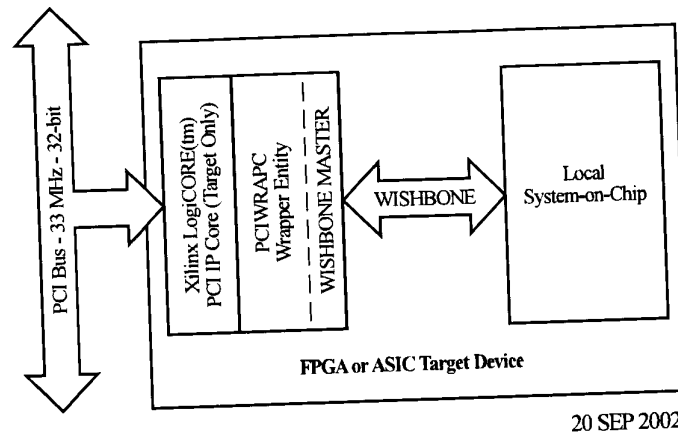 PCI Bus - 33 MHz - 32-bit
Xilinx LogiCORE(tm)
PCI IP Core (Target Only)
PCIWRAPC
Wrapper Entity
WISHBONE MASTER
WISHBONE
Local
System-on-Chip
FPGA or ASIC Target Device
20 SEP 2002